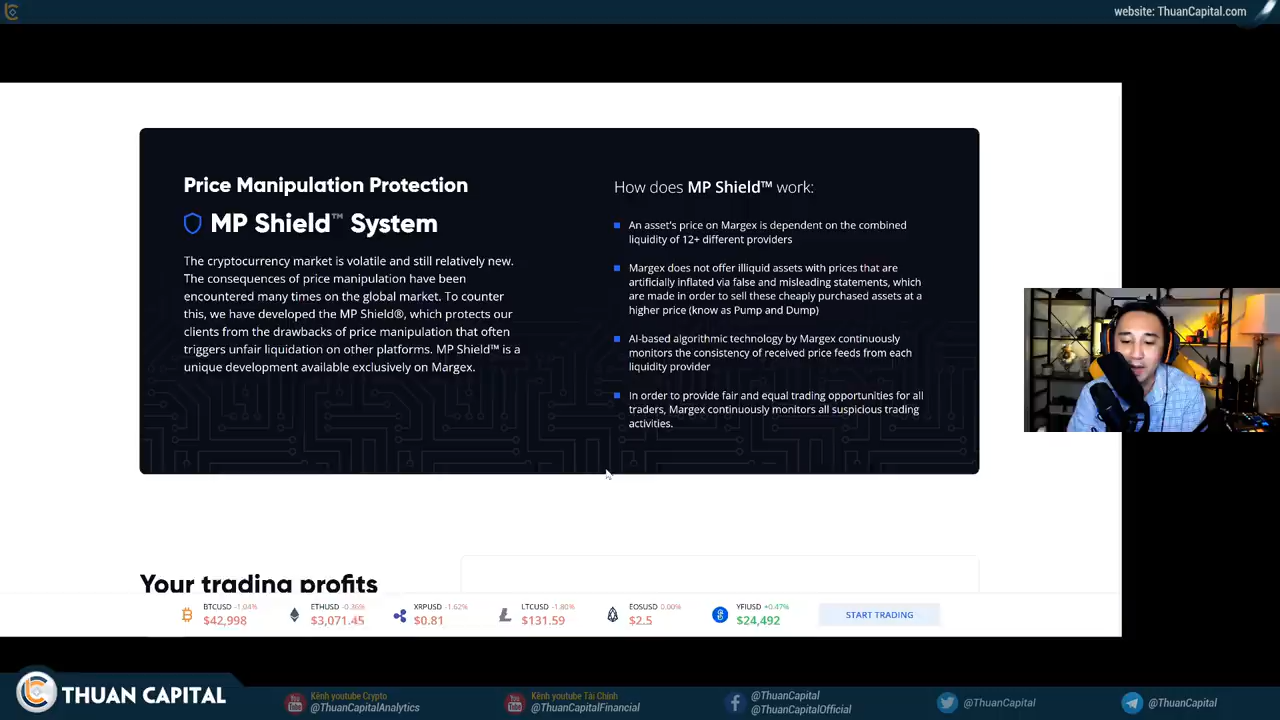 website: ThuanCapital.com
Price Manipulation Protection
MP Shield™ System
The cryptocurrency market is volatile and still relatively new.
The consequences of price manipulation have been
encountered many times on the global market. To counter
this, we have developed the MP Shield®, which protects our
clients from the drawbacks of price manipulation that often
triggers unfair liquidation on other platforms. MP Shield™ is a
unique development available exclusively on Margex.
How does MP Shield™ work:
An asset's price on Margex is dependent on the combined
liquidity of 12+ different providers
Margex does not offer illiquid assets with prices that are
artificially inflated via false and misleading statements, which
are made in order to sell these cheaply purchased assets at a
higher price (know as Pump and Dump)
AI-based algorithmic technology by Margex continuously
monitors the consistency of received price feeds from each
liquidity provider
In order to provide fair and equal trading opportunities for all
traders, Margex continuously monitors all suspicious trading
activities.
Your trading profits
BTCUSD -1.04%
$42,998
ETHUSD -0.36%
$3,071.45
XRPUSD -1.62%
$0.81
LTCUSD -1.80%
$131.59
EOSUSD 0.00%
$2.5
YFIUSD +0.47%
$24,492
START TRADING
THUAN CAPITAL
Kênh youtube Crypto
@ThuanCapitalAnalytics
Kênh youtube Tài Chính
@ThuanCapitalFinancial
@ThuanCapital
@ThuanCapitalOfficial
@ThuanCapital
@ThuanCapital